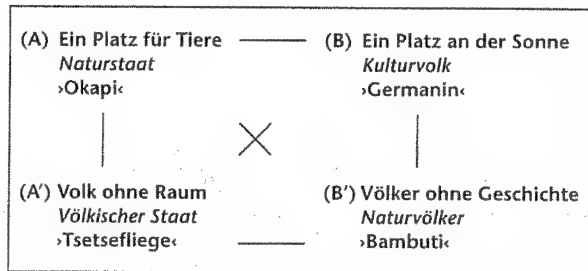 (A) Ein Platz für Tiere
Naturstaat
›Okapi‹
(B) Ein Platz an der Sonne
Kulturvolk
›Germanin‹
(A′) Volk ohne Raum
Völkischer Staat
›Tsetsefliege‹
(B′) Völker ohne Geschichte
Naturvölker
›Bambuti‹